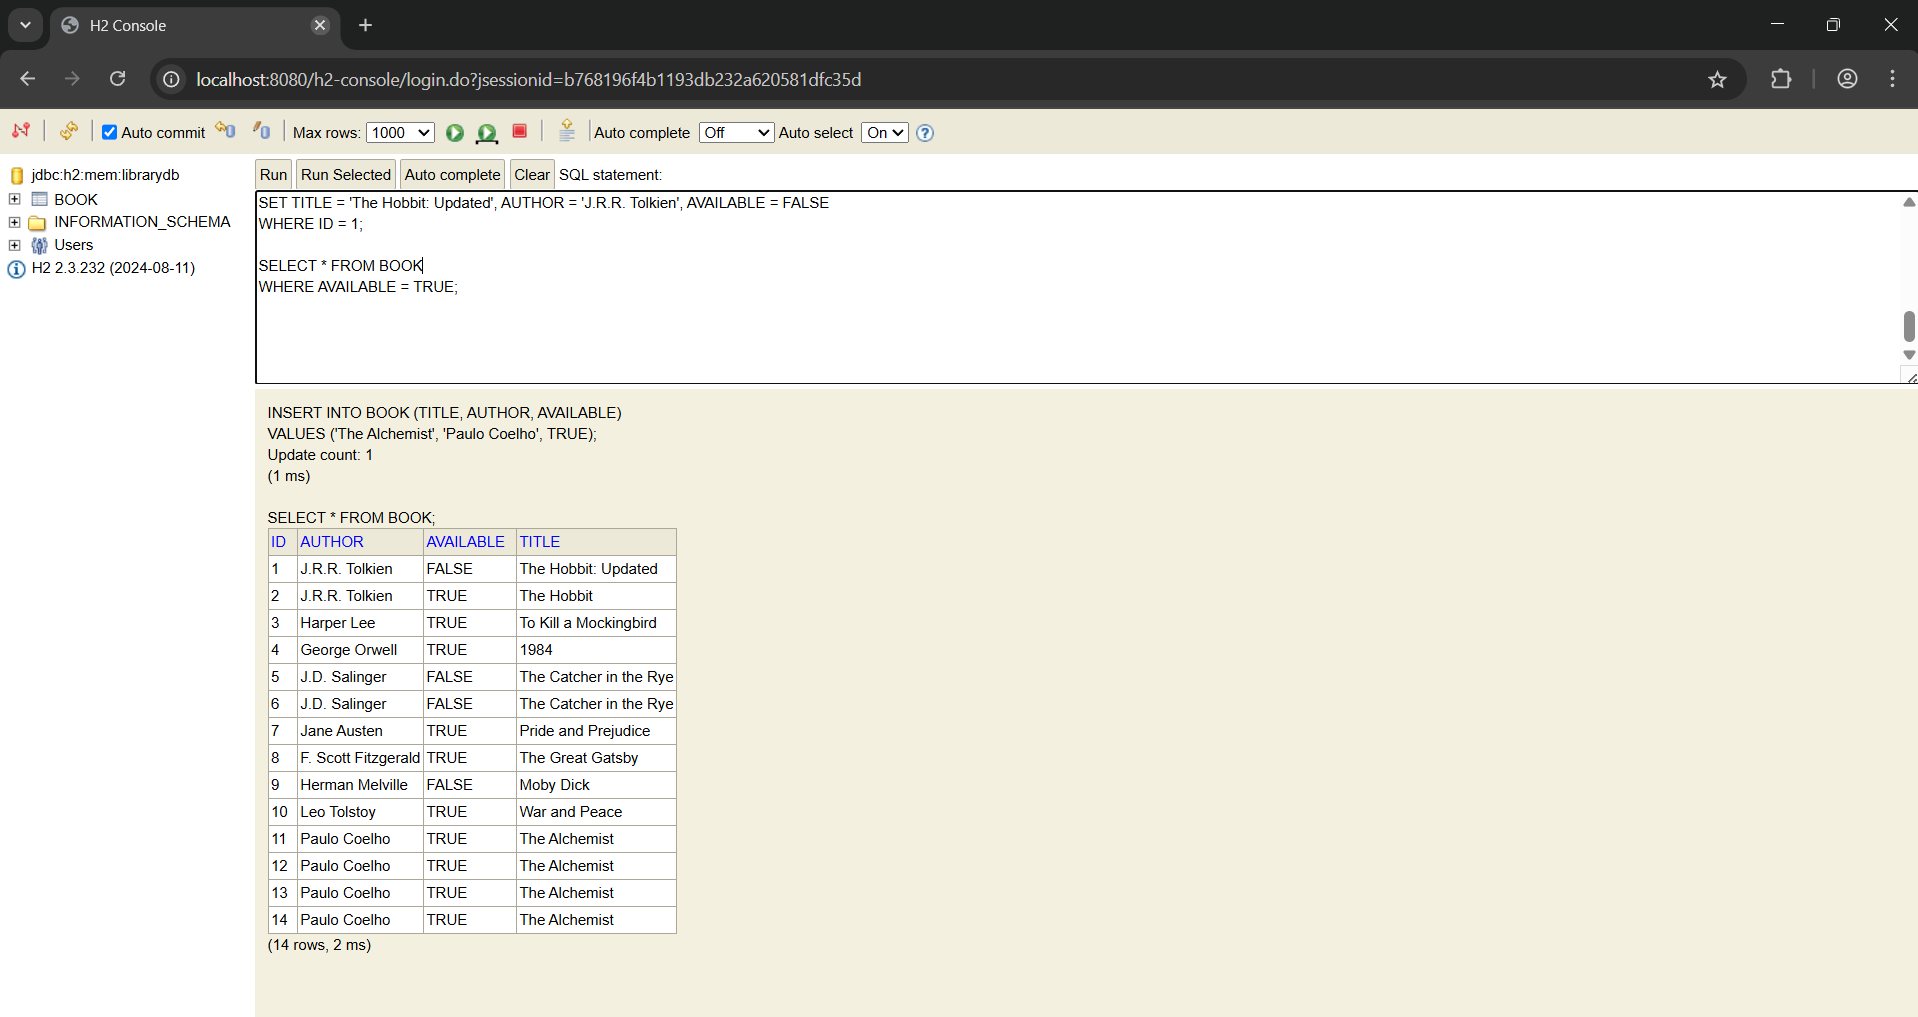 H2 Console
localhost:8080/h2-console/login.do?jsessionid=b768196f4b1193db232a620581dfc35d
Auto commit Max rows: 1000 Auto complete Off Auto select On
jdbc:h2:mem:librarydb
BOOK
INFORMATION_SCHEMA
Users
H2 2.3.232 (2024-08-11)
Run Run Selected Auto complete Clear SQL statement:
SET TITLE = 'The Hobbit: Updated', AUTHOR = 'J.R.R. Tolkien', AVAILABLE = FALSE
WHERE ID = 1;
SELECT * FROM BOOK
WHERE AVAILABLE = TRUE;
INSERT INTO BOOK (TITLE, AUTHOR, AVAILABLE)
VALUES ('The Alchemist', 'Paulo Coelho', TRUE);
Update count: 1
(1 ms)
SELECT * FROM BOOK;
ID AUTHOR AVAILABLE TITLE
1 J.R.R. Tolkien FALSE The Hobbit: Updated
2 J.R.R. Tolkien TRUE The Hobbit
3 Harper Lee TRUE To Kill a Mockingbird
4 George Orwell TRUE 1984
5 J.D. Salinger FALSE The Catcher in the Rye
6 J.D. Salinger FALSE The Catcher in the Rye
7 Jane Austen TRUE Pride and Prejudice
8 F. Scott Fitzgerald TRUE The Great Gatsby
9 Herman Melville FALSE Moby Dick
10 Leo Tolstoy TRUE War and Peace
11 Paulo Coelho TRUE The Alchemist
12 Paulo Coelho TRUE The Alchemist
13 Paulo Coelho TRUE The Alchemist
14 Paulo Coelho TRUE The Alchemist
(14 rows, 2 ms)